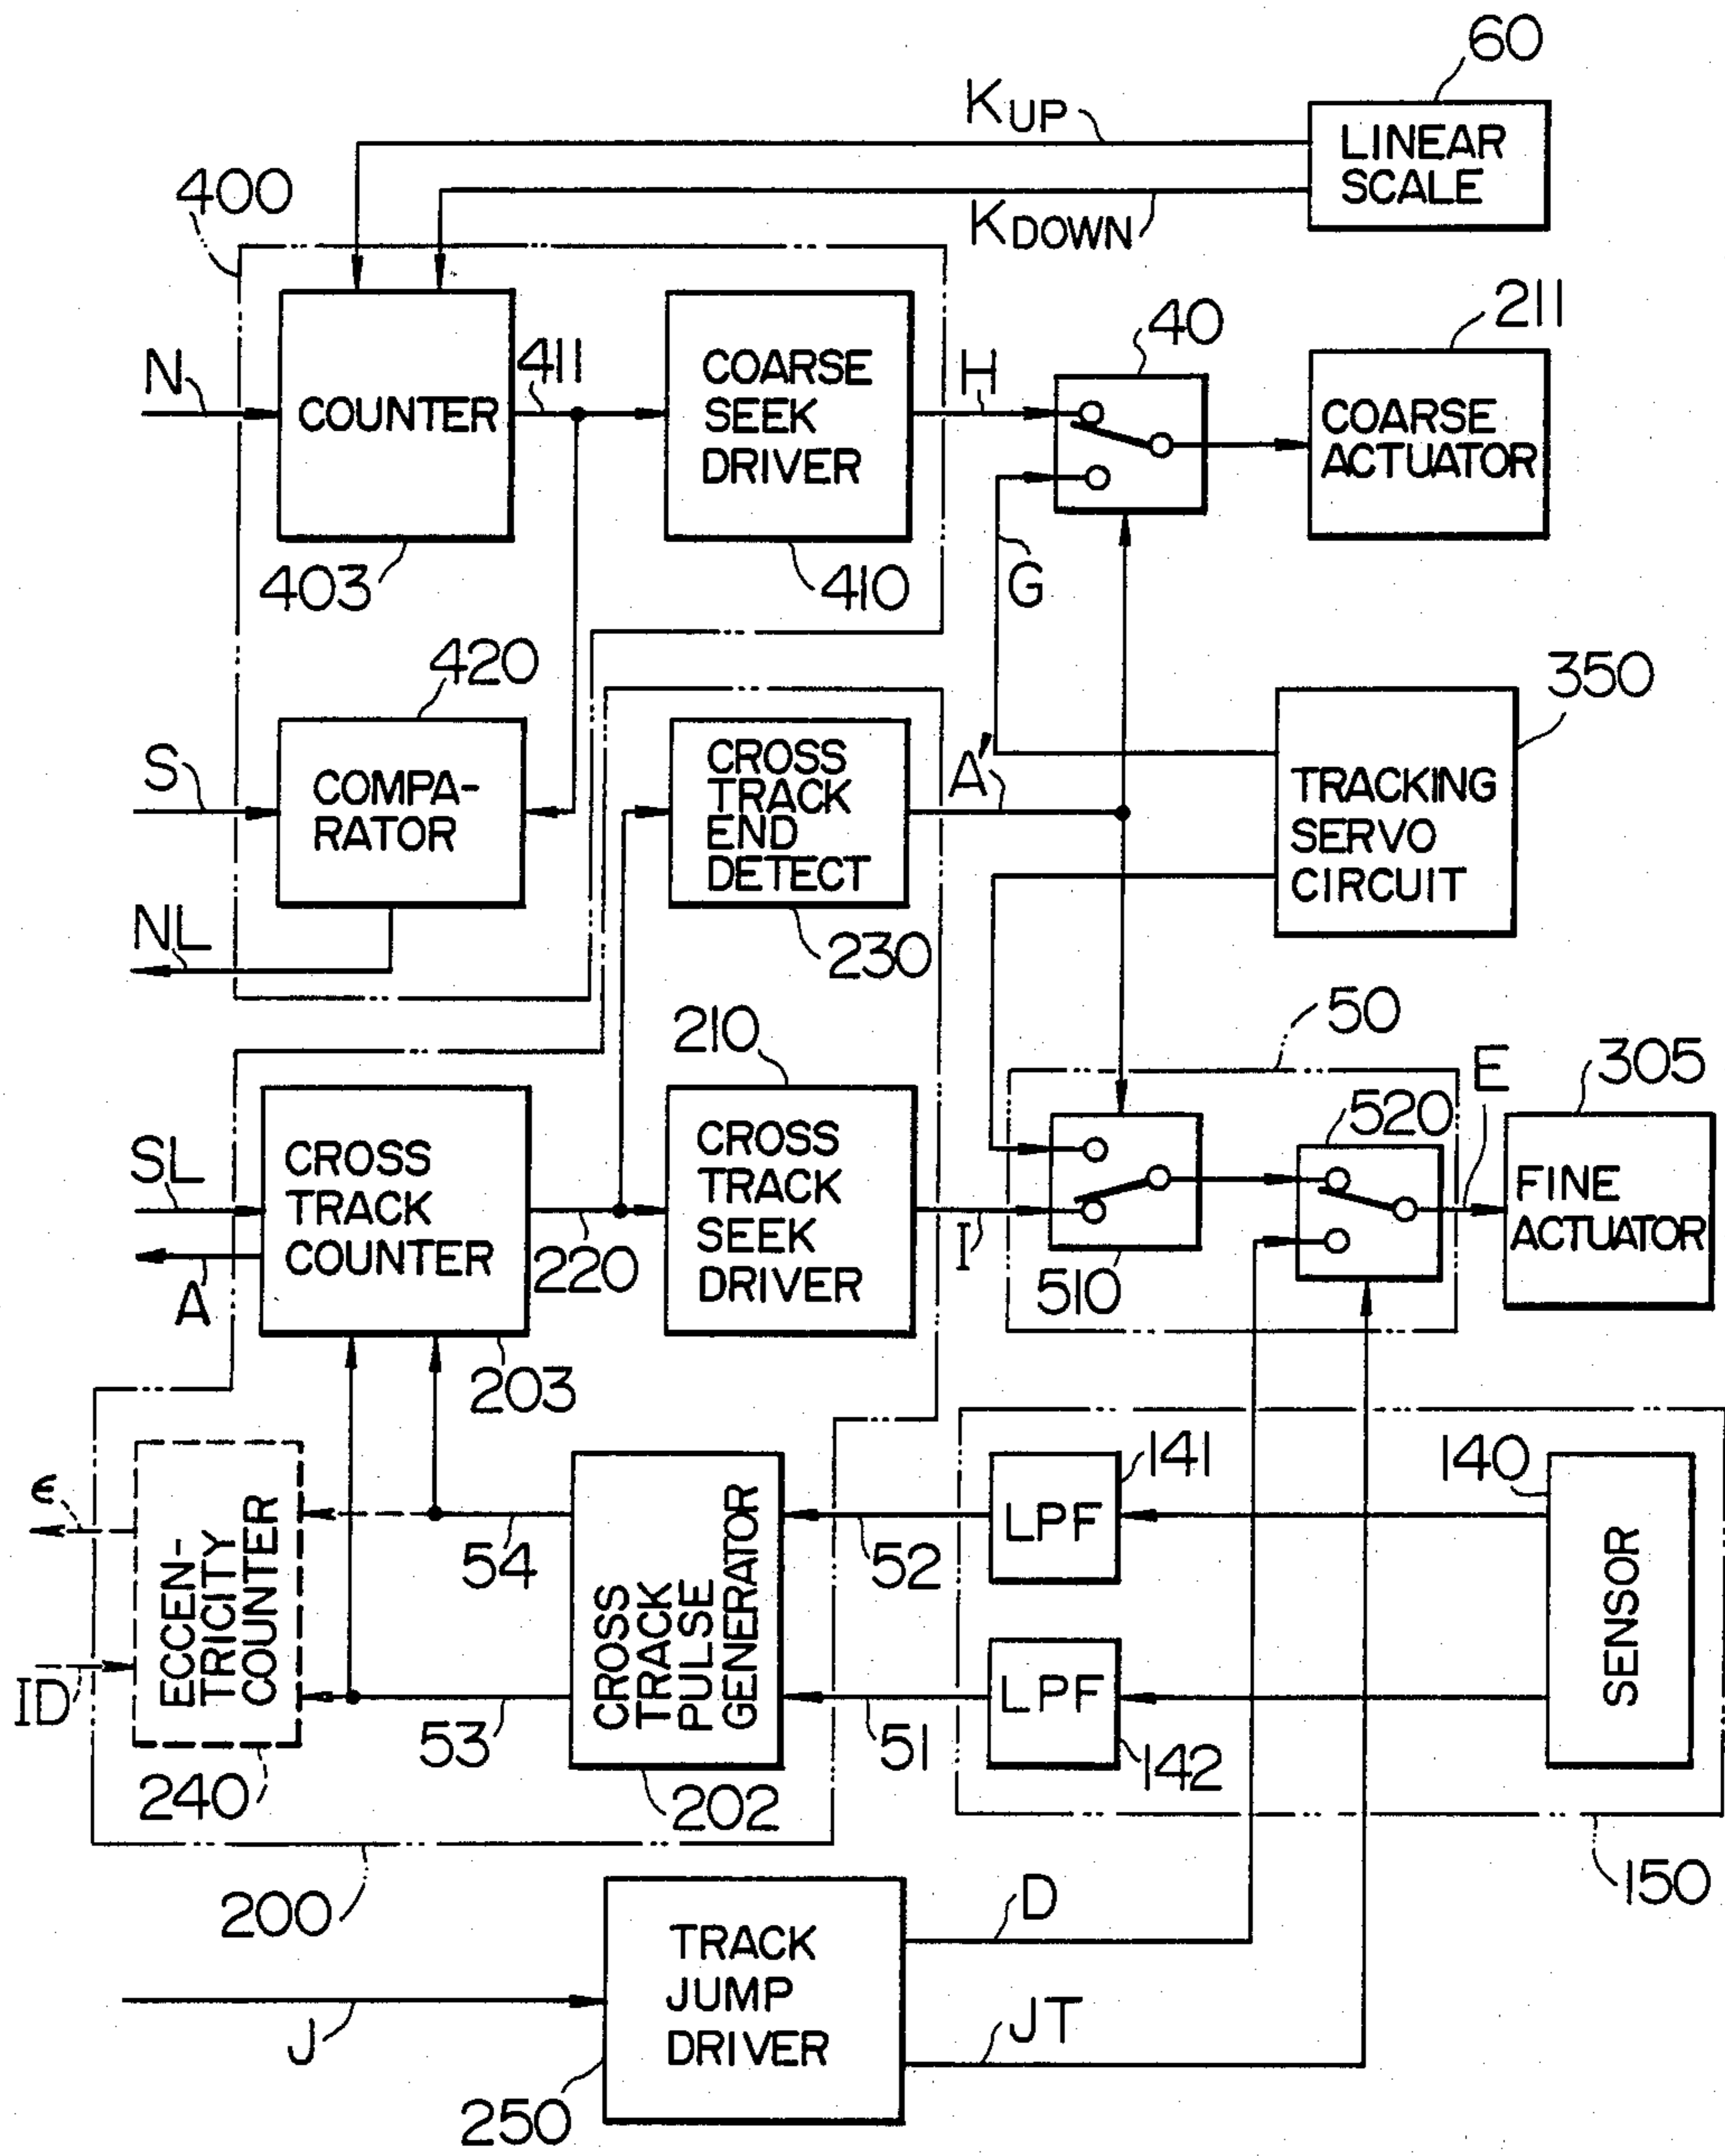 60
KUP
LINEAR
SCALE
400
KDOWN
211
40
N
COUNTER
411
COARSE
SEEK
DRIVER
H
COARSE
ACTUATOR
403
410
G
420
350
S
COMPA-
RATOR
CROSS
TRACK
END
DETECT
A'
TRACKING
SERVO
CIRCUIT
NL
230
210
50
305
E
520
SL
CROSS
TRACK
COUNTER
CROSS
TRACK
SEEK
DRIVER
FINE
ACTUATOR
A
220
I
510
203
141
140
ϵ
ECCEN-
TRICITY
COUNTER
54
CROSS
TRACK
PULSE
GENERATOR
52
LPF
SENSOR
ID
53
51
LPF
142
240
202
200
150
D
TRACK
JUMP
DRIVER
J
JT
250